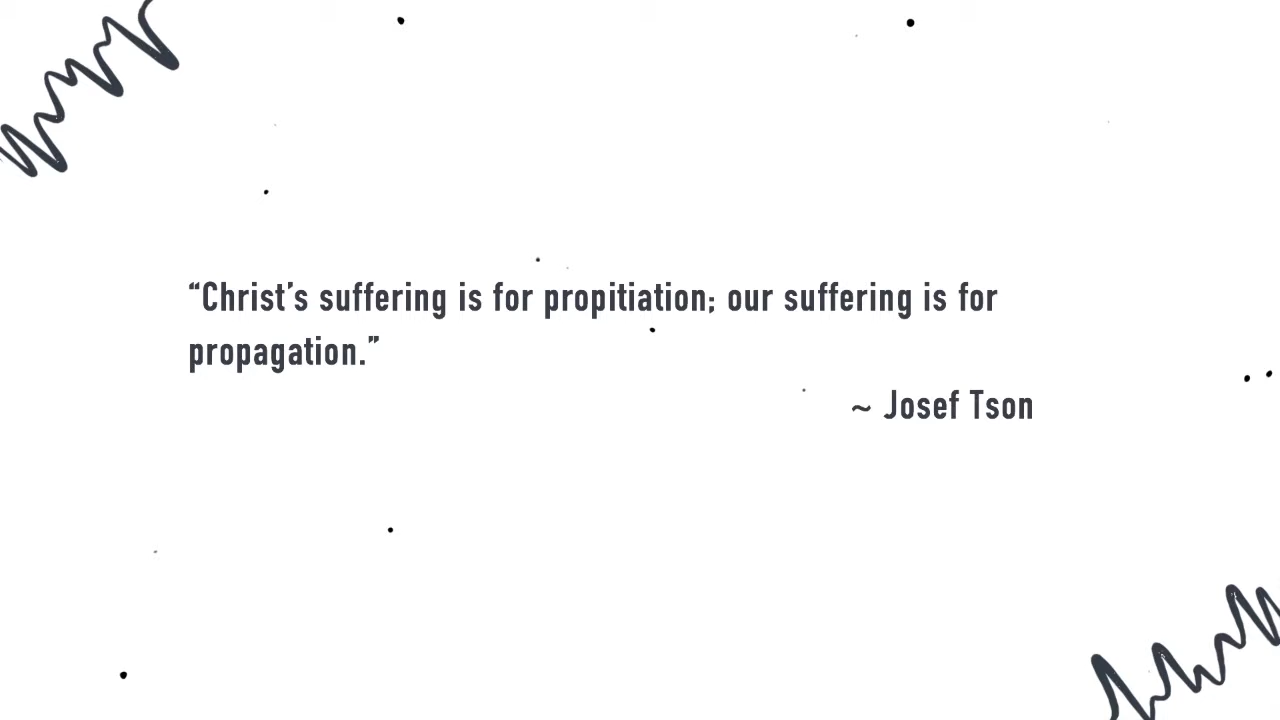 “Christ’s suffering is for propitiation; our suffering is for
propagation.”
~ Josef Tson